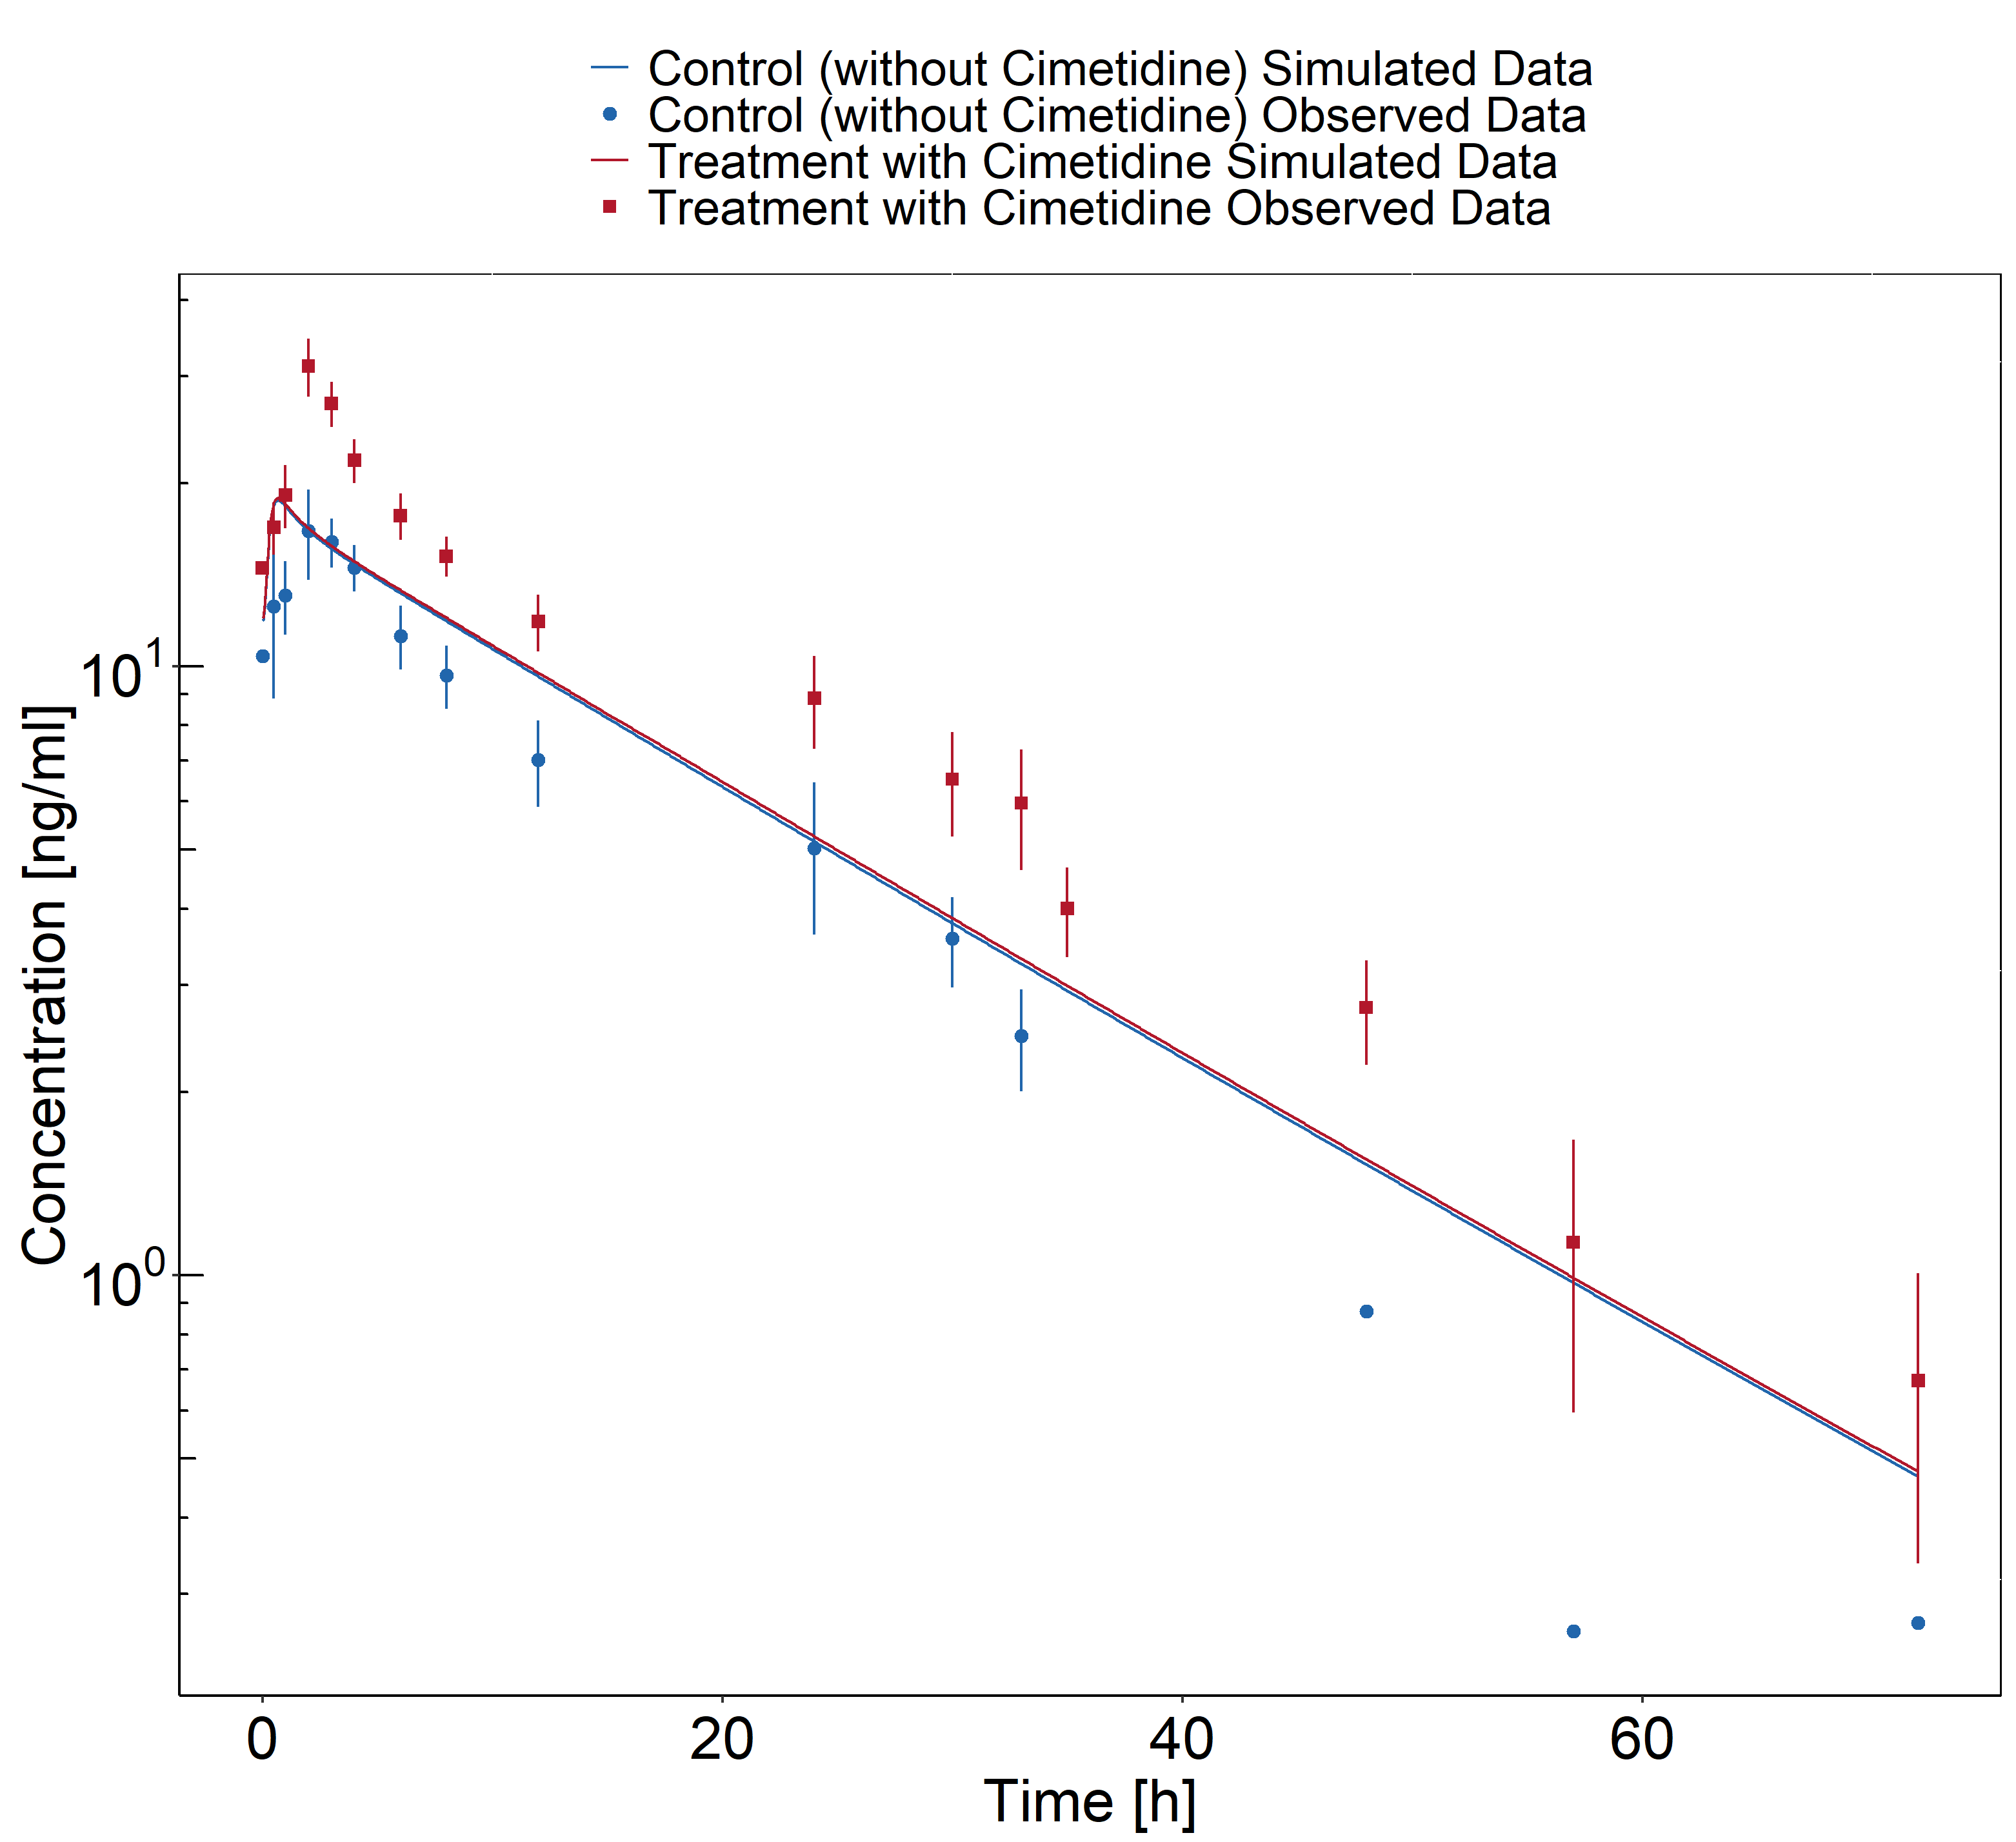 Control (without Cimetidine) Simulated Data
Control (without Cimetidine) Observed Data
Treatment with Cimetidine Simulated Data
Treatment with Cimetidine Observed Data
10^1
10^0
Concentration [ng/ml]
0 20 40 60
Time [h]